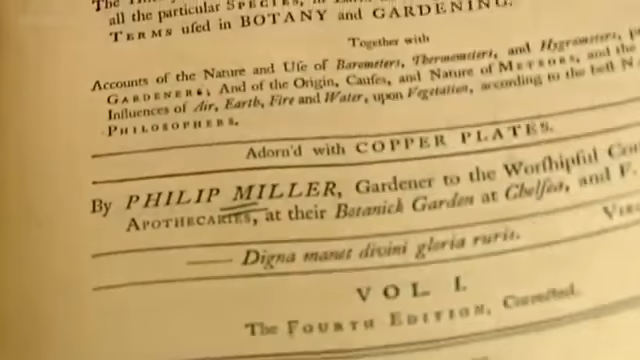 all the particular SPECIES,
TERMS uſed in BOTANY and GARDENING.
Together with
Accounts of the Nature and Uſe of Barometers, Thermometers, and Hygrometers,
GARDENERS; And of the Origin, Cauſes, and Nature of METEORS, and the
Influences of Air, Earth, Fire and Water, upon Vegetation, according to the beſt N
PHILOSOPHERS.
Adorn'd with COPPER PLATES.
By PHILIP MILLER, Gardener to the Worſhipful
APOTHECARIES, at their Botanick Garden at Chelſea, and F.
—— Digna manet divini gloria ruris.
VOL. I.
The FOURTH EDITION, Corrected.